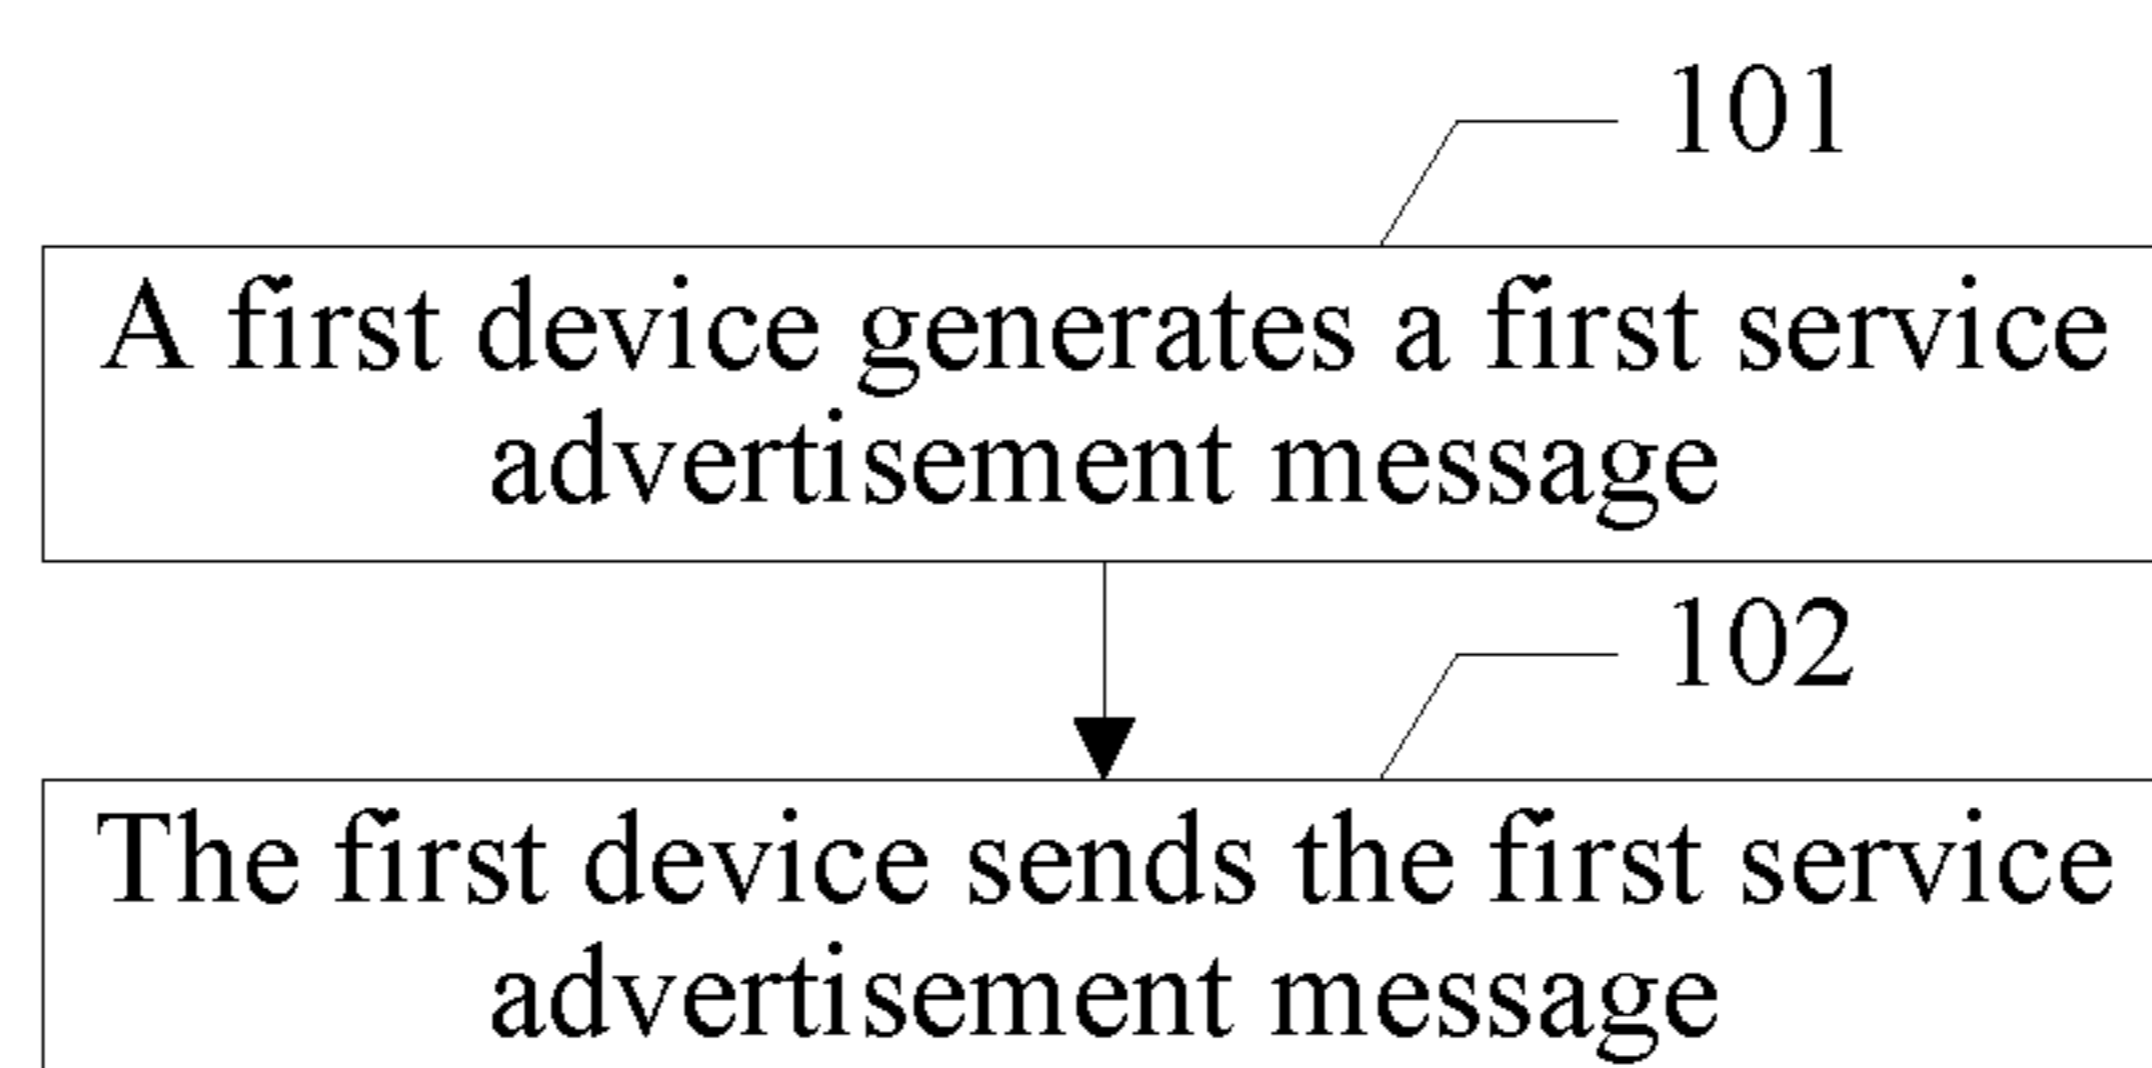 101
A first device generates a first service
advertisement message
102
The first device sends the first service
advertisement message